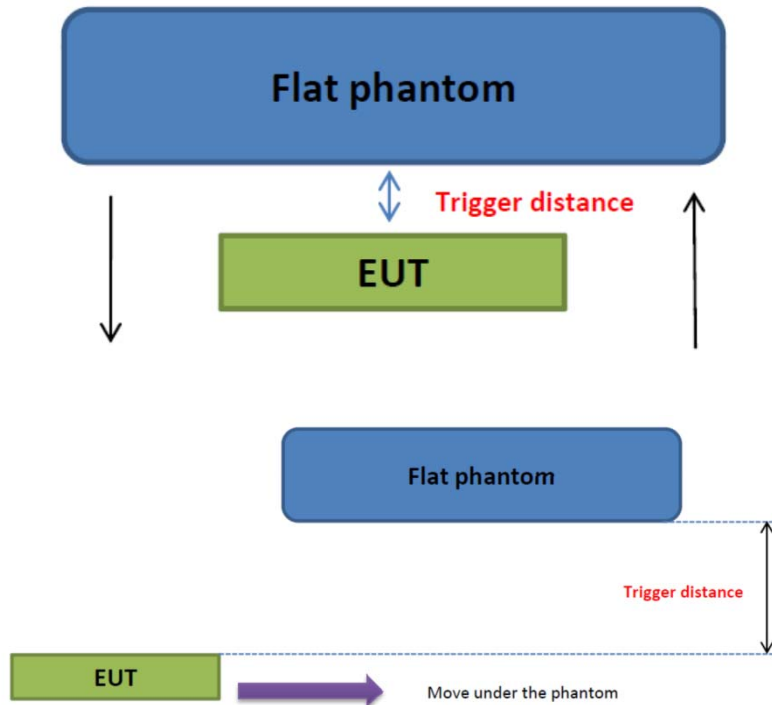 Flat phantom
Trigger distance
EUT
Flat phantom
Trigger distance
EUT
Move under the phantom